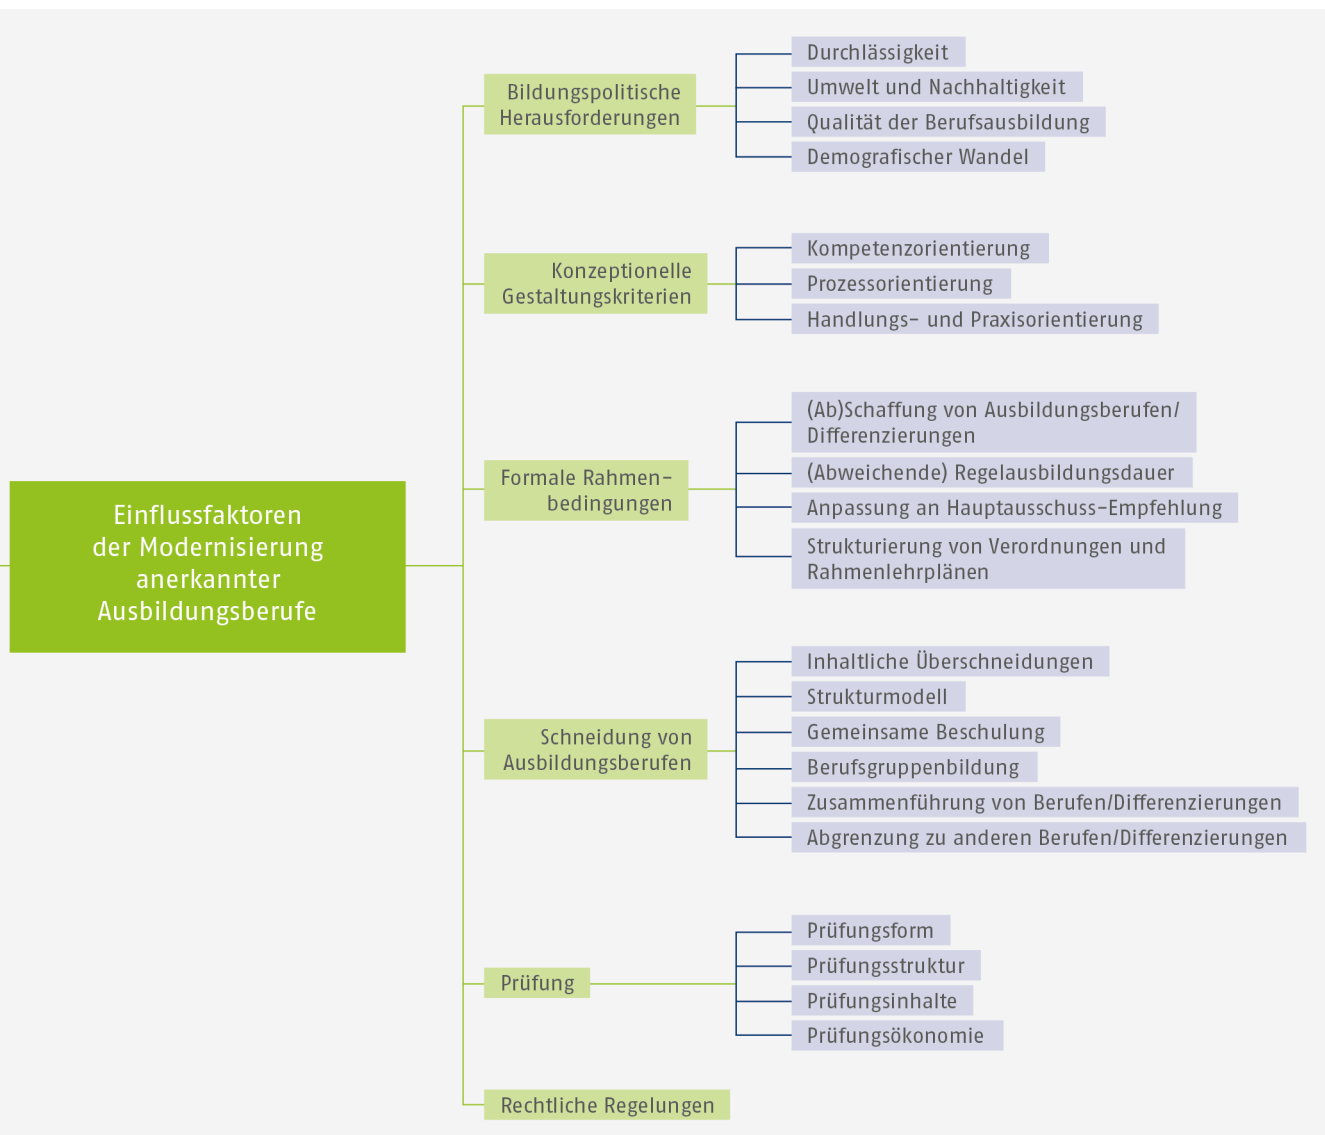 Einflussfaktoren
der Modernisierung
anerkannter
Ausbildungsberufe
Bildungspolitische
Herausforderungen
Durchlässigkeit
Umwelt und Nachhaltigkeit
Qualität der Berufsausbildung
Demografischer Wandel
Konzeptionelle
Gestaltungskriterien
Kompetenzorientierung
Prozessorientierung
Handlungs- und Praxisorientierung
Formale Rahmen-
bedingungen
(Ab)Schaffung von Ausbildungsberufen/
Differenzierungen
(Abweichende) Regelausbildungsdauer
Anpassung an Hauptausschuss-Empfehlung
Strukturierung von Verordnungen und
Rahmenlehrplänen
Schneidung von
Ausbildungsberufen
Inhaltliche Überschneidungen
Strukturmodell
Gemeinsame Beschulung
Berufsgruppenbildung
Zusammenführung von Berufen/Differenzierungen
Abgrenzung zu anderen Berufen/Differenzierungen
Prüfung
Prüfungsform
Prüfungsstruktur
Prüfungsinhalte
Prüfungsökonomie
Rechtliche Regelungen